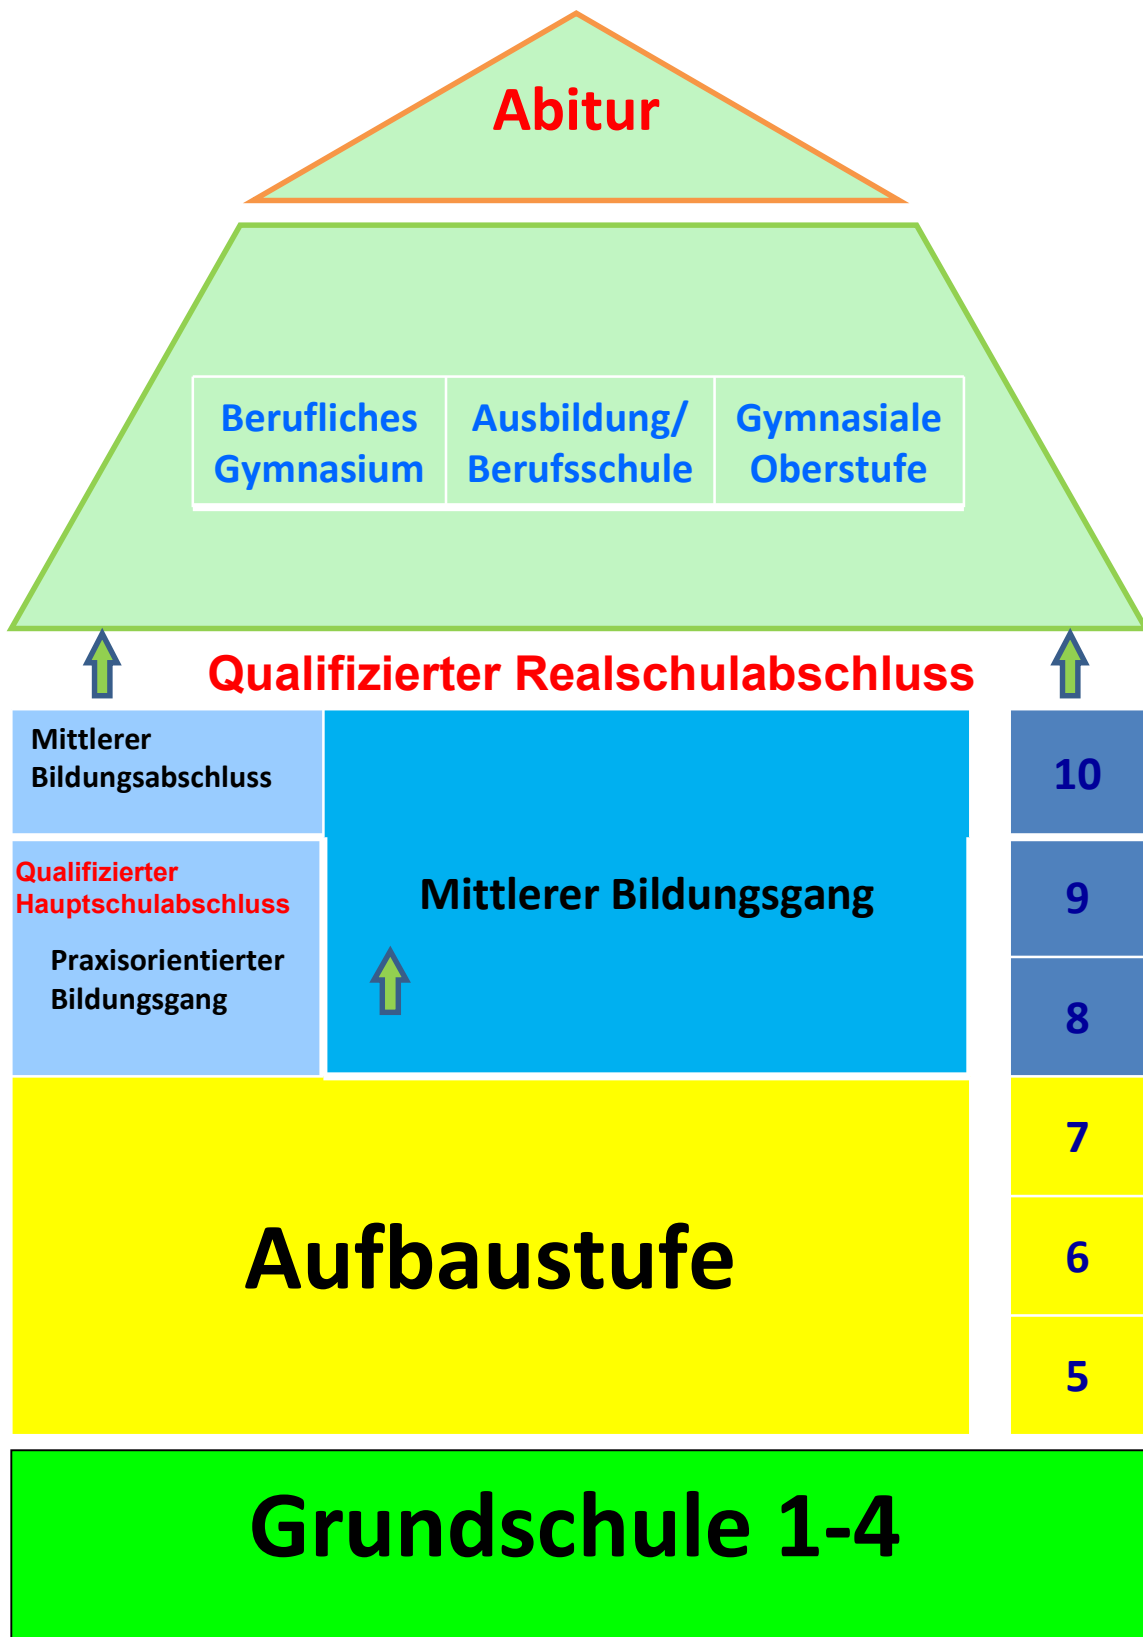 Abitur
Berufliches
Gymnasium
Ausbildung/
Berufsschule
Gymnasiale
Oberstufe
Qualifizierter Realschulabschluss
Mittlerer
Bildungsabschluss
10
Qualifizierter
Hauptschulabschluss
Praxisorientierter
Bildungsgang
Mittlerer Bildungsgang
9
8
Aufbaustufe
7
6
5
Grundschule 1-4